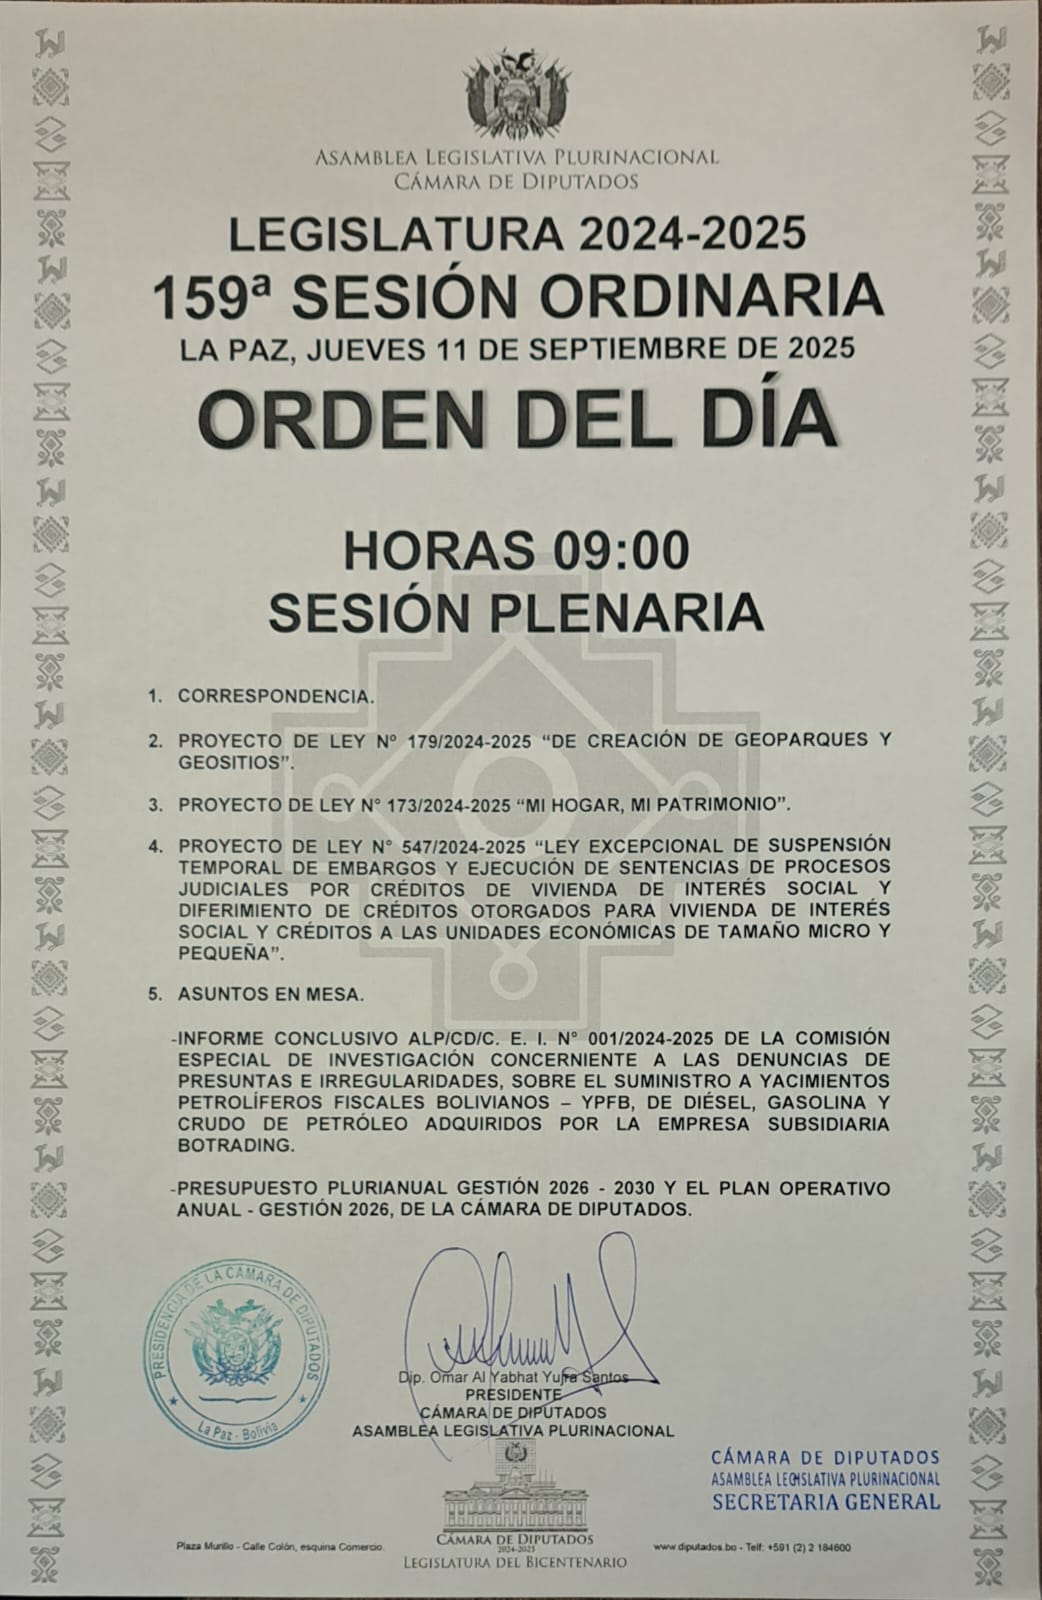 ASAMBLEA LEGISLATIVA PLURINACIONAL
CÁMARA DE DIPUTADOS
LEGISLATURA 2024-2025
159ª SESIÓN ORDINARIA
LA PAZ, JUEVES 11 DE SEPTIEMBRE DE 2025
ORDEN DEL DÍA
HORAS 09:00
SESIÓN PLENARIA
1. CORRESPONDENCIA.
2. PROYECTO DE LEY Nº 179/2024-2025 “DE CREACIÓN DE GEOPARQUES Y
GEOSITIOS”.
3. PROYECTO DE LEY N° 173/2024-2025 “MI HOGAR, MI PATRIMONIO”.
4. PROYECTO DE LEY N° 547/2024-2025 “LEY EXCEPCIONAL DE SUSPENSIÓN
TEMPORAL DE EMBARGOS Y EJECUCIÓN DE SENTENCIAS DE PROCESOS
JUDICIALES POR CRÉDITOS DE VIVIENDA DE INTERÉS SOCIAL Y
DIFERIMIENTO DE CRÉDITOS OTORGADOS PARA VIVIENDA DE INTERÉS
SOCIAL Y CRÉDITOS A LAS UNIDADES ECONÓMICAS DE TAMAÑO MICRO Y
PEQUEÑA”.
5. ASUNTOS EN MESA.
-INFORME CONCLUSIVO ALP/CD/C. E. I. N° 001/2024-2025 DE LA COMISIÓN
ESPECIAL DE INVESTIGACIÓN CONCERNIENTE A LAS DENUNCIAS DE
PRESUNTAS E IRREGULARIDADES, SOBRE EL SUMINISTRO A YACIMIENTOS
PETROLÍFEROS FISCALES BOLIVIANOS – YPFB, DE DIÉSEL, GASOLINA Y
CRUDO DE PETRÓLEO ADQUIRIDOS POR LA EMPRESA SUBSIDIARIA
BOTRADING.
-PRESUPUESTO PLURIANUAL GESTIÓN 2026 - 2030 Y EL PLAN OPERATIVO
ANUAL - GESTIÓN 2026, DE LA CÁMARA DE DIPUTADOS.
PRESIDENCIA DE LA CÁMARA DE DIPUTADOS
La Paz - Bolivia
Dip. Omar Al Yabhat Yujra Santos
PRESIDENTE
CÁMARA DE DIPUTADOS
ASAMBLEA LEGISLATIVA PLURINACIONAL
CÁMARA DE DIPUTADOS
ASAMBLEA LEGISLATIVA PLURINACIONAL
SECRETARIA GENERAL
Plaza Murillo - Calle Colón, esquina Comercio.
CÁMARA DE DIPUTADOS
2024-2025
LEGISLATURA DEL BICENTENARIO
www.diputados.bo - Telf: +591 (2) 2 184600